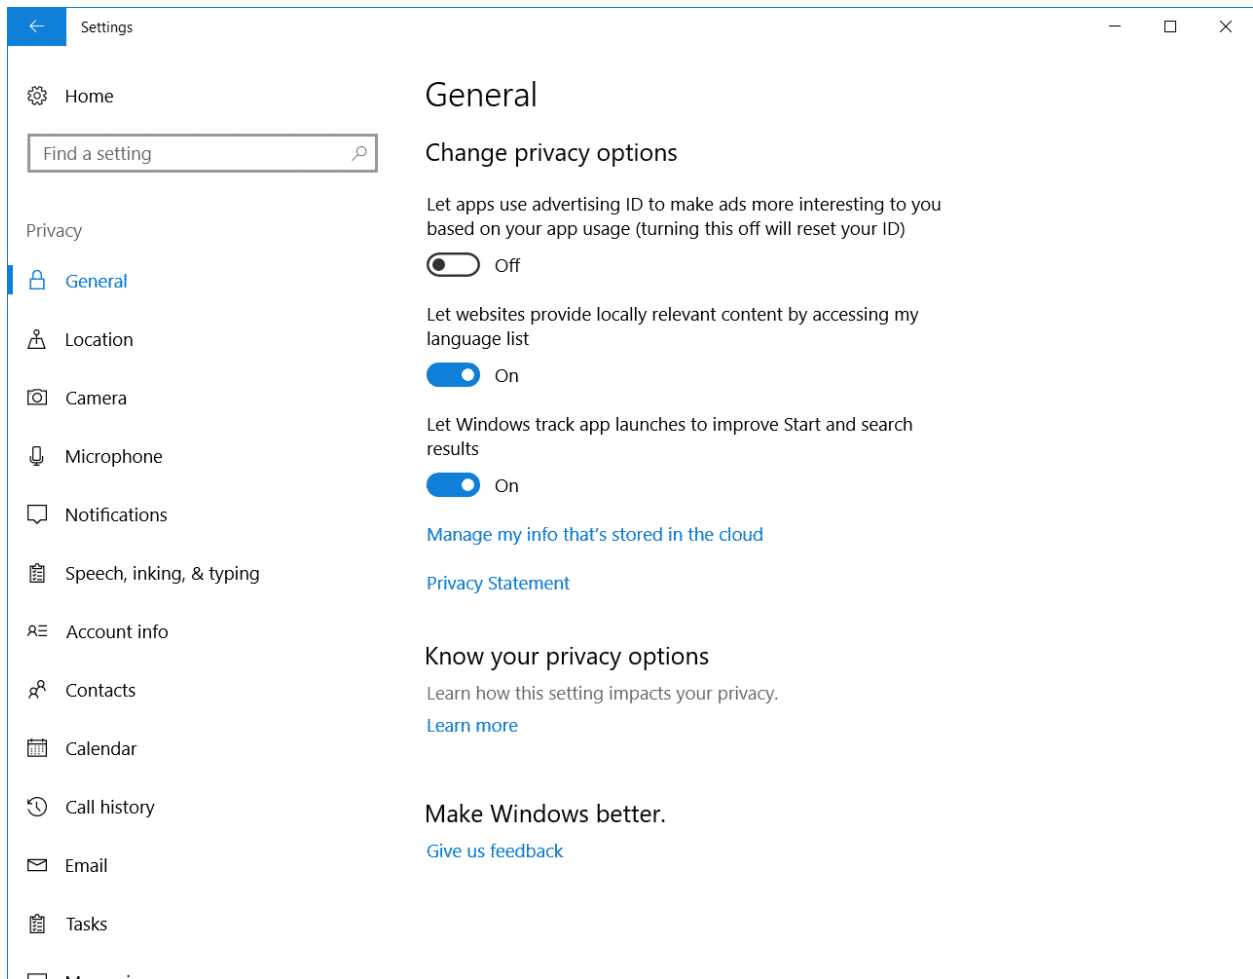 Settings
Home
Find a setting
Privacy
General
Location
Camera
Microphone
Notifications
Speech, inking, & typing
Account info
Contacts
Calendar
Call history
Email
Tasks
General
Change privacy options
Let apps use advertising ID to make ads more interesting to you
based on your app usage (turning this off will reset your ID)
Off
Let websites provide locally relevant content by accessing my
language list
On
Let Windows track app launches to improve Start and search
results
On
Manage my info that's stored in the cloud
Privacy Statement
Know your privacy options
Learn how this setting impacts your privacy.
Learn more
Make Windows better.
Give us feedback